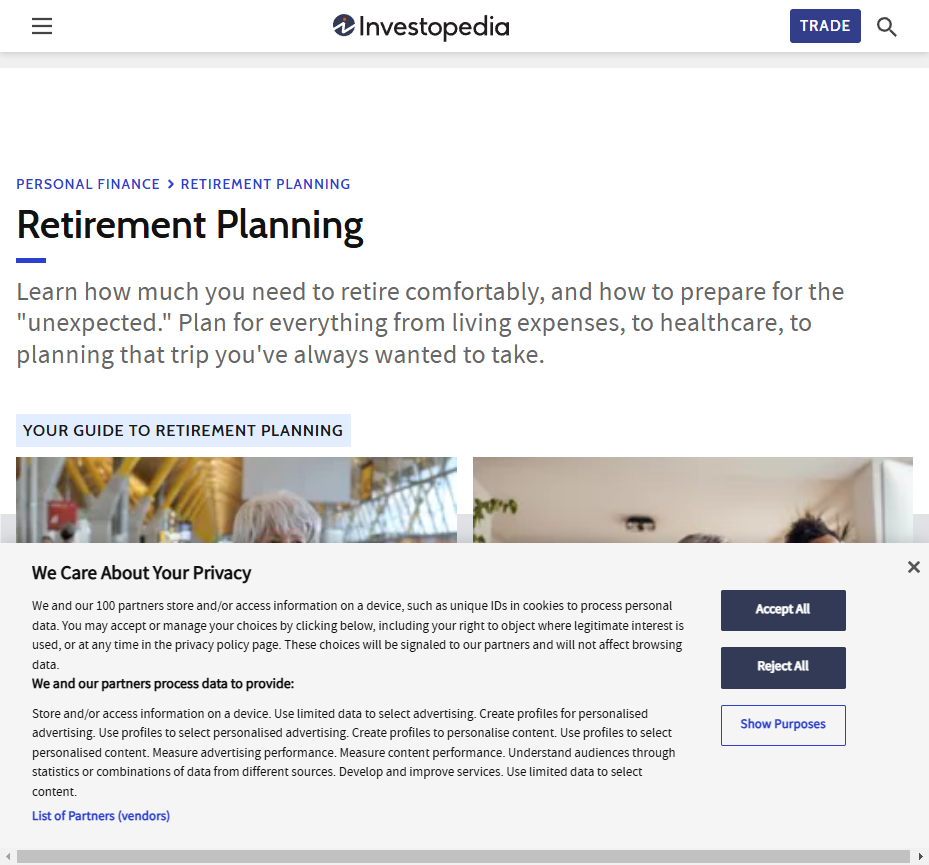 Investopedia
TRADE
PERSONAL FINANCE > RETIREMENT PLANNING
Retirement Planning
Learn how much you need to retire comfortably, and how to prepare for the
"unexpected." Plan for everything from living expenses, to healthcare, to
planning that trip you've always wanted to take.
YOUR GUIDE TO RETIREMENT PLANNING
We Care About Your Privacy
We and our 100 partners store and/or access information on a device, such as unique IDs in cookies to process personal
data. You may accept or manage your choices by clicking below, including your right to object where legitimate interest is
used, or at any time in the privacy policy page. These choices will be signaled to our partners and will not affect browsing
data.
We and our partners process data to provide:
Store and/or access information on a device. Use limited data to select advertising. Create profiles for personalised
advertising. Use profiles to select personalised advertising. Create profiles to personalise content. Use profiles to select
personalised content. Measure advertising performance. Measure content performance. Understand audiences through
statistics or combinations of data from different sources. Develop and improve services. Use limited data to select
content.
List of Partners (vendors)
Accept All
Reject All
Show Purposes